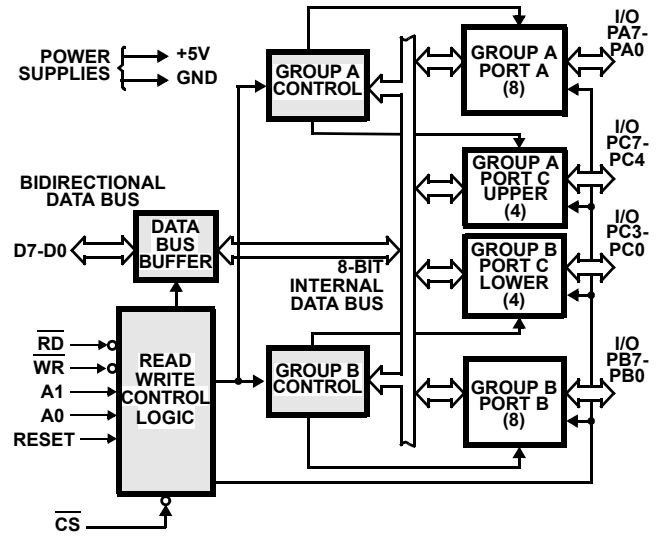 POWER
SUPPLIES
+5V
GND
GROUP A
CONTROL
GROUP A
PORT A
(8)
I/O
PA7-
PA0
GROUP A
PORT C
UPPER
(4)
I/O
PC7-
PC4
BIDIRECTIONAL
DATA BUS
D7-D0
DATA
BUS
BUFFER
8-BIT
INTERNAL
DATA BUS
GROUP B
PORT C
LOWER
(4)
I/O
PC3-
PC0
RD
WR
A1
A0
RESET
READ
WRITE
CONTROL
LOGIC
GROUP B
CONTROL
GROUP B
PORT B
(8)
I/O
PB7-
PB0
CS